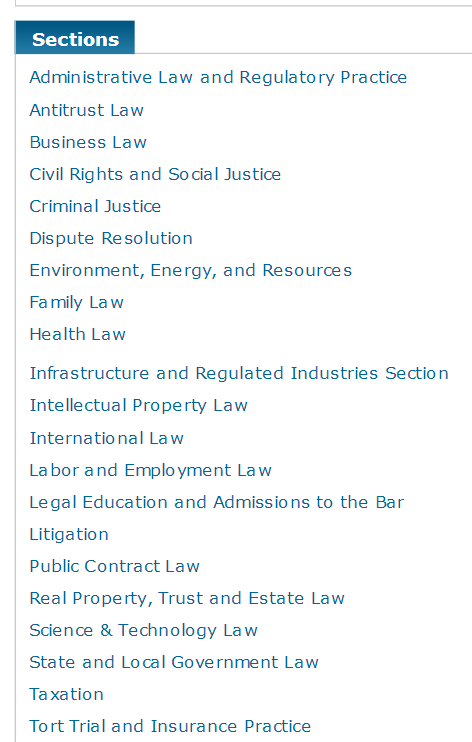 Sections
Administrative Law and Regulatory Practice
Antitrust Law
Business Law
Civil Rights and Social Justice
Criminal Justice
Dispute Resolution
Environment, Energy, and Resources
Family Law
Health Law
Infrastructure and Regulated Industries Section
Intellectual Property Law
International Law
Labor and Employment Law
Legal Education and Admissions to the Bar
Litigation
Public Contract Law
Real Property, Trust and Estate Law
Science & Technology Law
State and Local Government Law
Taxation
Tort Trial and Insurance Practice